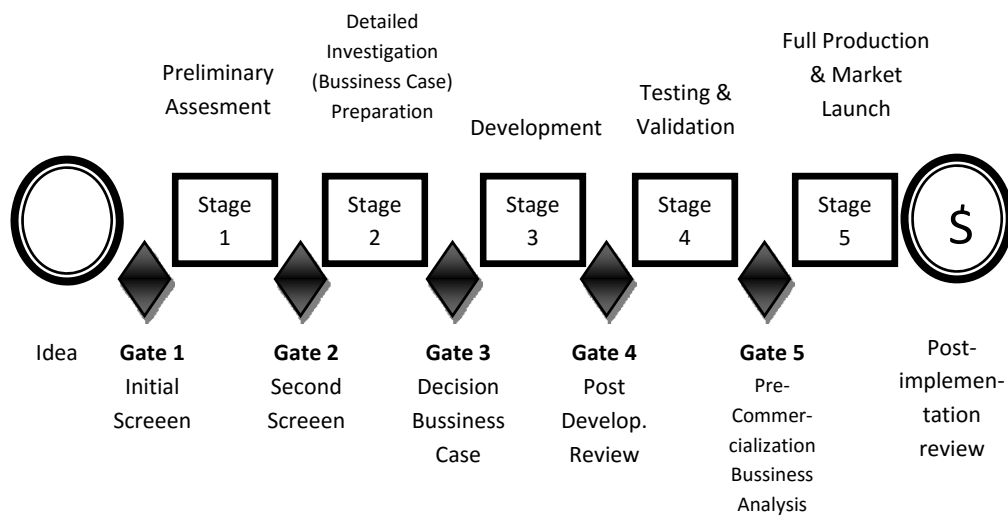 Preliminary
Assesment
Detailed
Investigation
(Bussiness Case)
Preparation
Development
Testing &
Validation
Full Production
& Market
Launch
Stage
1
Stage
2
Stage
3
Stage
4
Stage
5
$
Idea
Gate 1
Initial
Screeen
Gate 2
Second
Screeen
Gate 3
Decision
Bussiness
Case
Gate 4
Post
Develop.
Review
Gate 5
Pre-
Commer-
cialization
Bussiness
Analysis
Post-
implemen-
tation
review